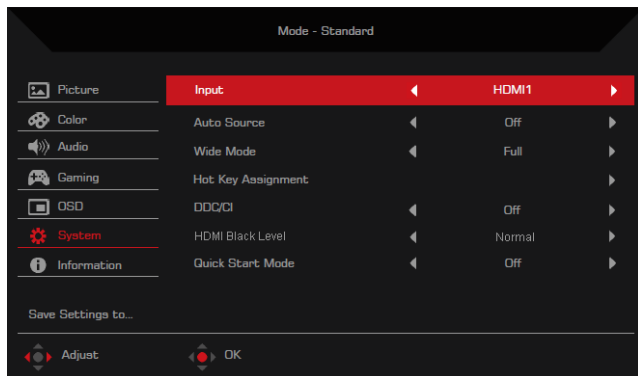 Mode - Standard
Picture
Input HDMI1
Color
Auto Source Off
Audio
Wide Mode Full
Gaming
Hot Key Assignment
OSD
DDC/CI Off
System
HDMI Black Level Normal
Information
Quick Start Mode Off
Save Settings to...
Adjust OK